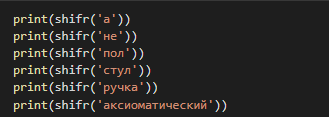 print(shifr('а'))
print(shifr('не'))
print(shifr('пол'))
print(shifr('стул'))
print(shifr('ручка'))
print(shifr('аксиоматический'))